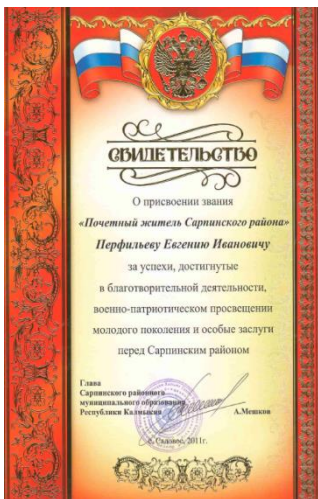 СВИДЕТЕЛЬСТВО
О присвоении звания
«Почетный житель Сарпинского района»
Перфильеву Евгению Ивановичу
за успехи, достигнутые
в благотворительной деятельности,
военно-патриотическом просвещении
молодого поколения и особые заслуги
перед Сарпинским районом
Глава
Сарпинского районного
муниципального образования
Республики Калмыкия А.Мешков
с. Садовое, 2011г.